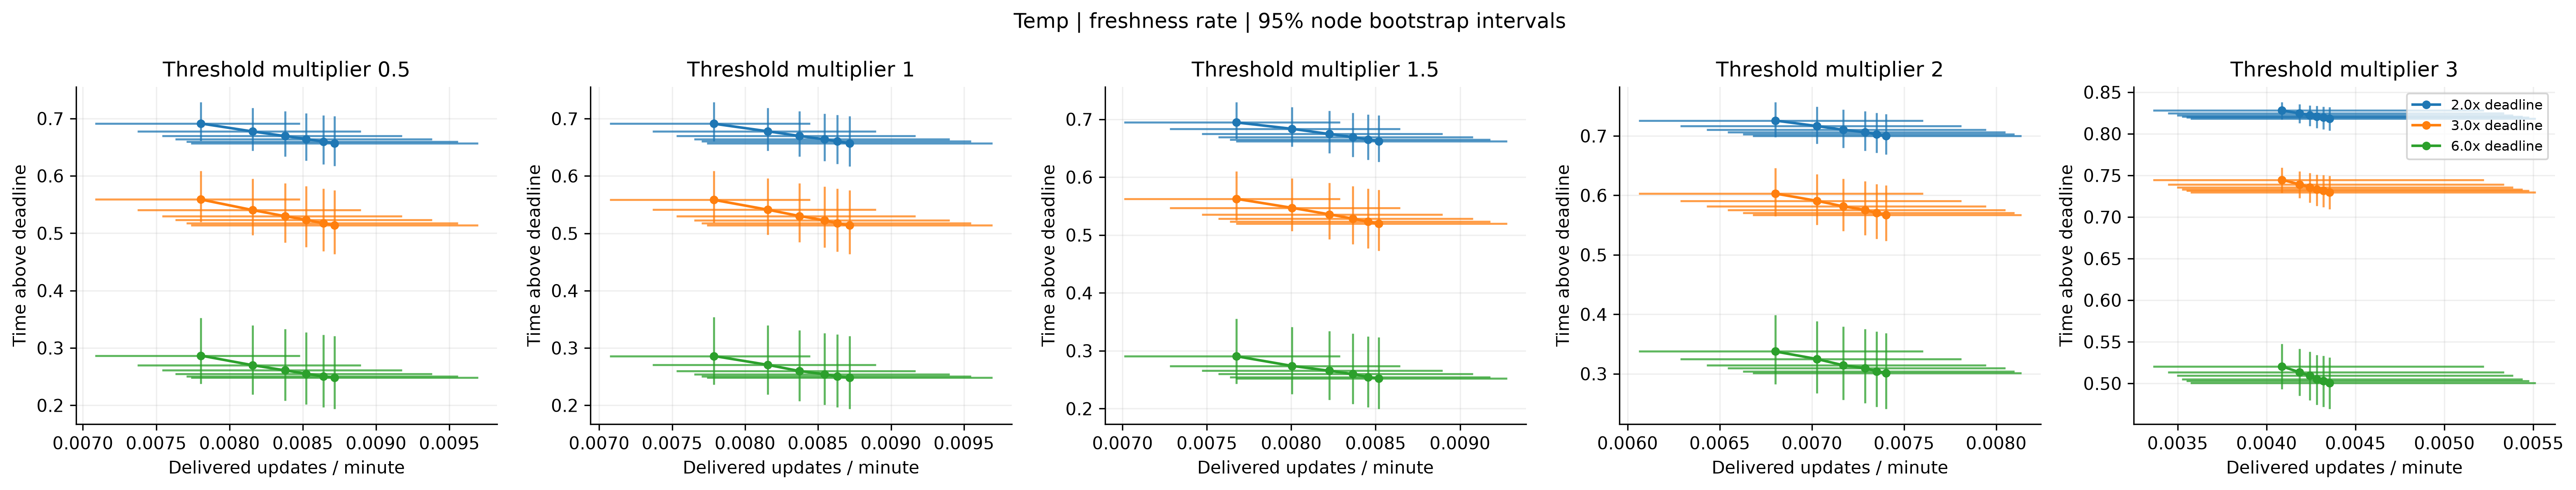 Temp | freshness rate | 95% node bootstrap intervals
Threshold multiplier 0.5
Time above deadline
0.7
0.6
0.5
0.4
0.3
0.2
0.0070 0.0075 0.0080 0.0085 0.0090 0.0095
Delivered updates / minute
Threshold multiplier 1
Time above deadline
0.7
0.6
0.5
0.4
0.3
0.2
0.0070 0.0075 0.0080 0.0085 0.0090 0.0095
Delivered updates / minute
Threshold multiplier 1.5
Time above deadline
0.7
0.6
0.5
0.4
0.3
0.2
0.0070 0.0075 0.0080 0.0085 0.0090
Delivered updates / minute
Threshold multiplier 2
Time above deadline
0.7
0.6
0.5
0.4
0.3
0.0060 0.0065 0.0070 0.0075 0.0080
Delivered updates / minute
Threshold multiplier 3
Time above deadline
0.85
0.80
0.75
0.70
0.65
0.60
0.55
0.50
0.0035 0.0040 0.0045 0.0050 0.0055
Delivered updates / minute
2.0x deadline
3.0x deadline
6.0x deadline